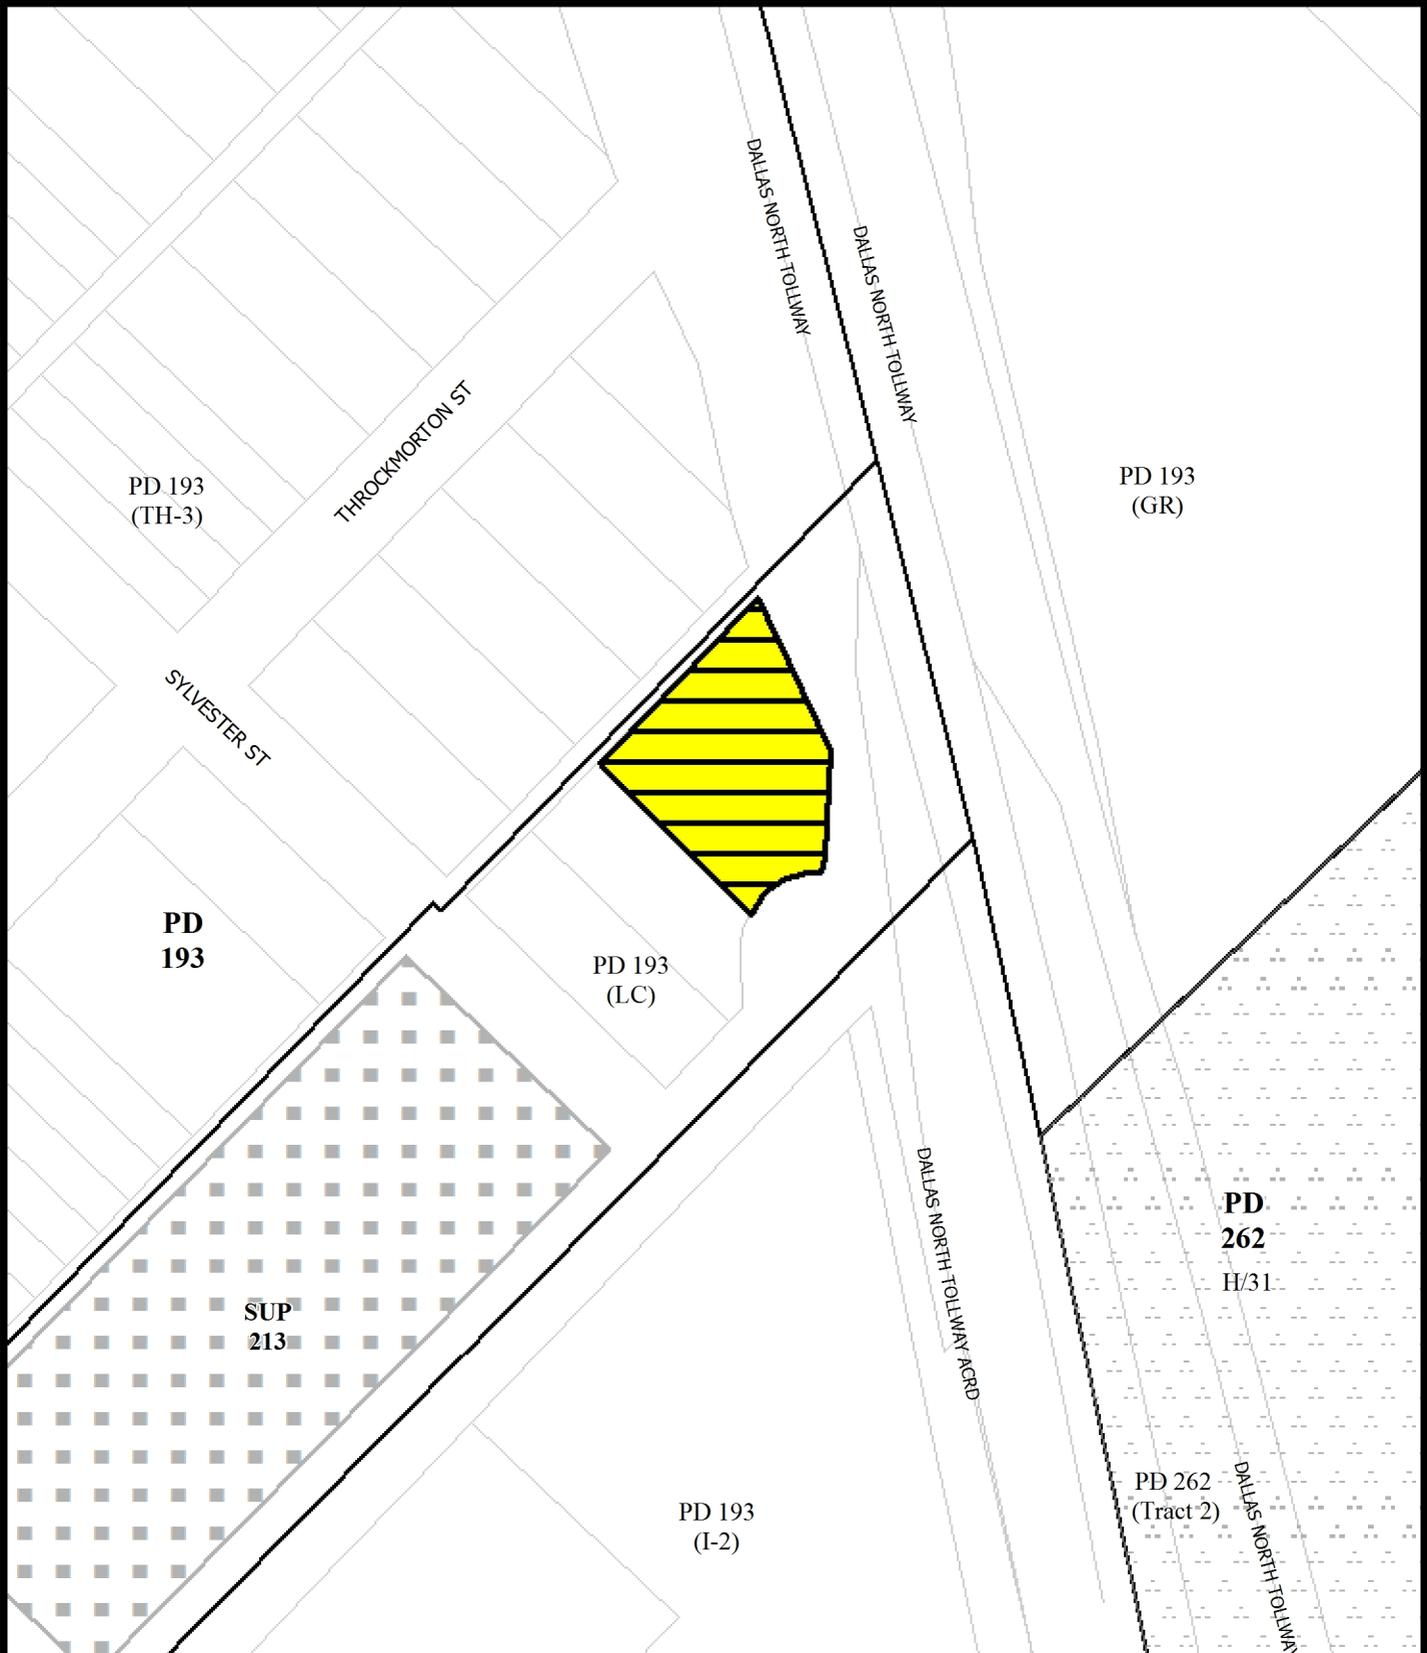 DALLAS NORTH TOLLWAY
DALLAS NORTH TOLLWAY
THROCKMORTON ST
PD 193
(TH-3)
PD 193
(GR)
SYLVESTER ST
PD
193
PD 193
(LC)
DALLAS NORTH TOLLWAY ACRD
PD
262
H/31
SUP
213
PD 193
(I-2)
PD 262
(Tract 2)
DALLAS NORTH TOLLWAY